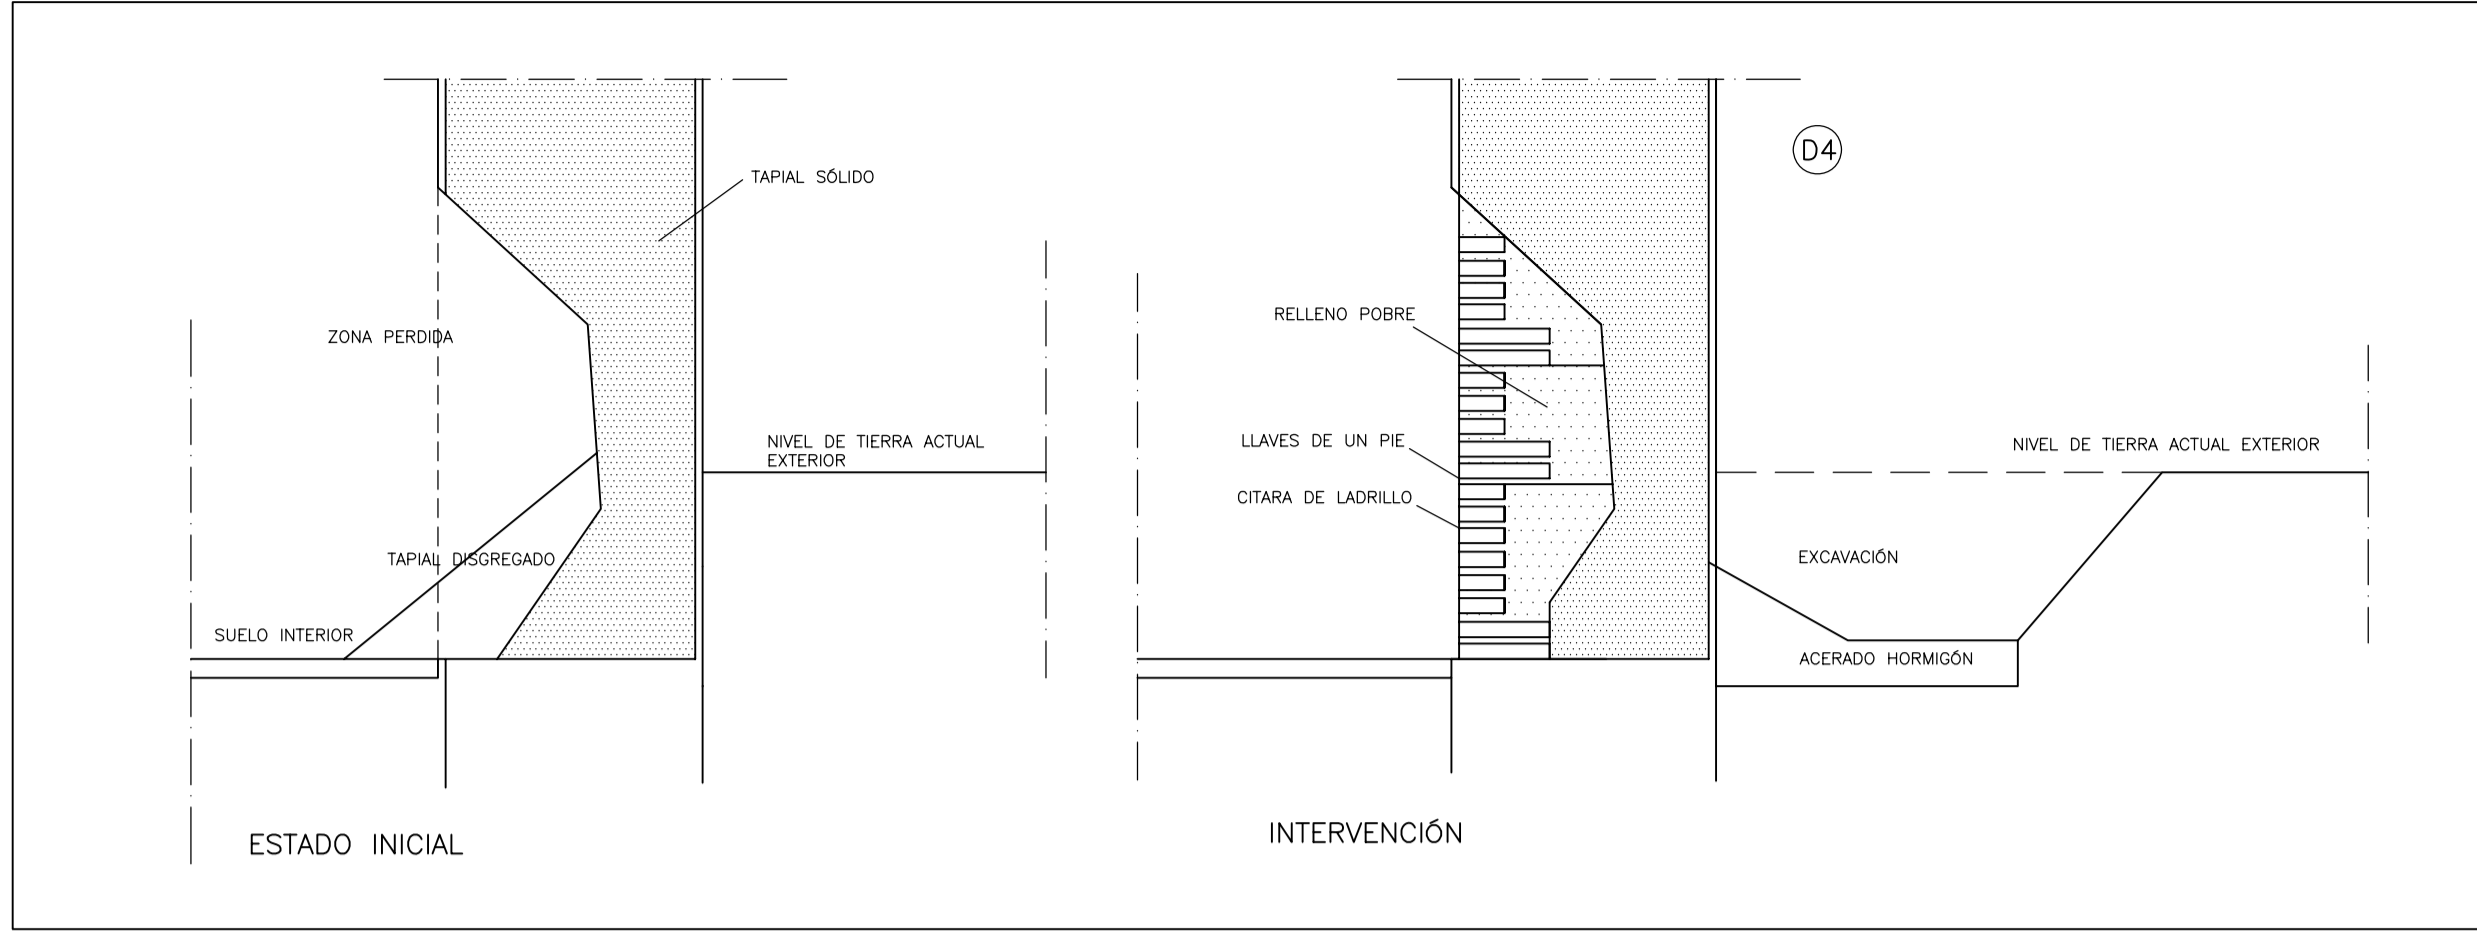 TAPIAL SÓLIDO
ZONA PERDIDA
NIVEL DE TIERRA ACTUAL
EXTERIOR
TAPIAL DISGREGADO
SUELO INTERIOR
ESTADO INICIAL
D4
RELLENO POBRE
LLAVES DE UN PIE
CITARA DE LADRILLO
NIVEL DE TIERRA ACTUAL EXTERIOR
EXCAVACIÓN
ACERADO HORMIGÓN
INTERVENCIÓN